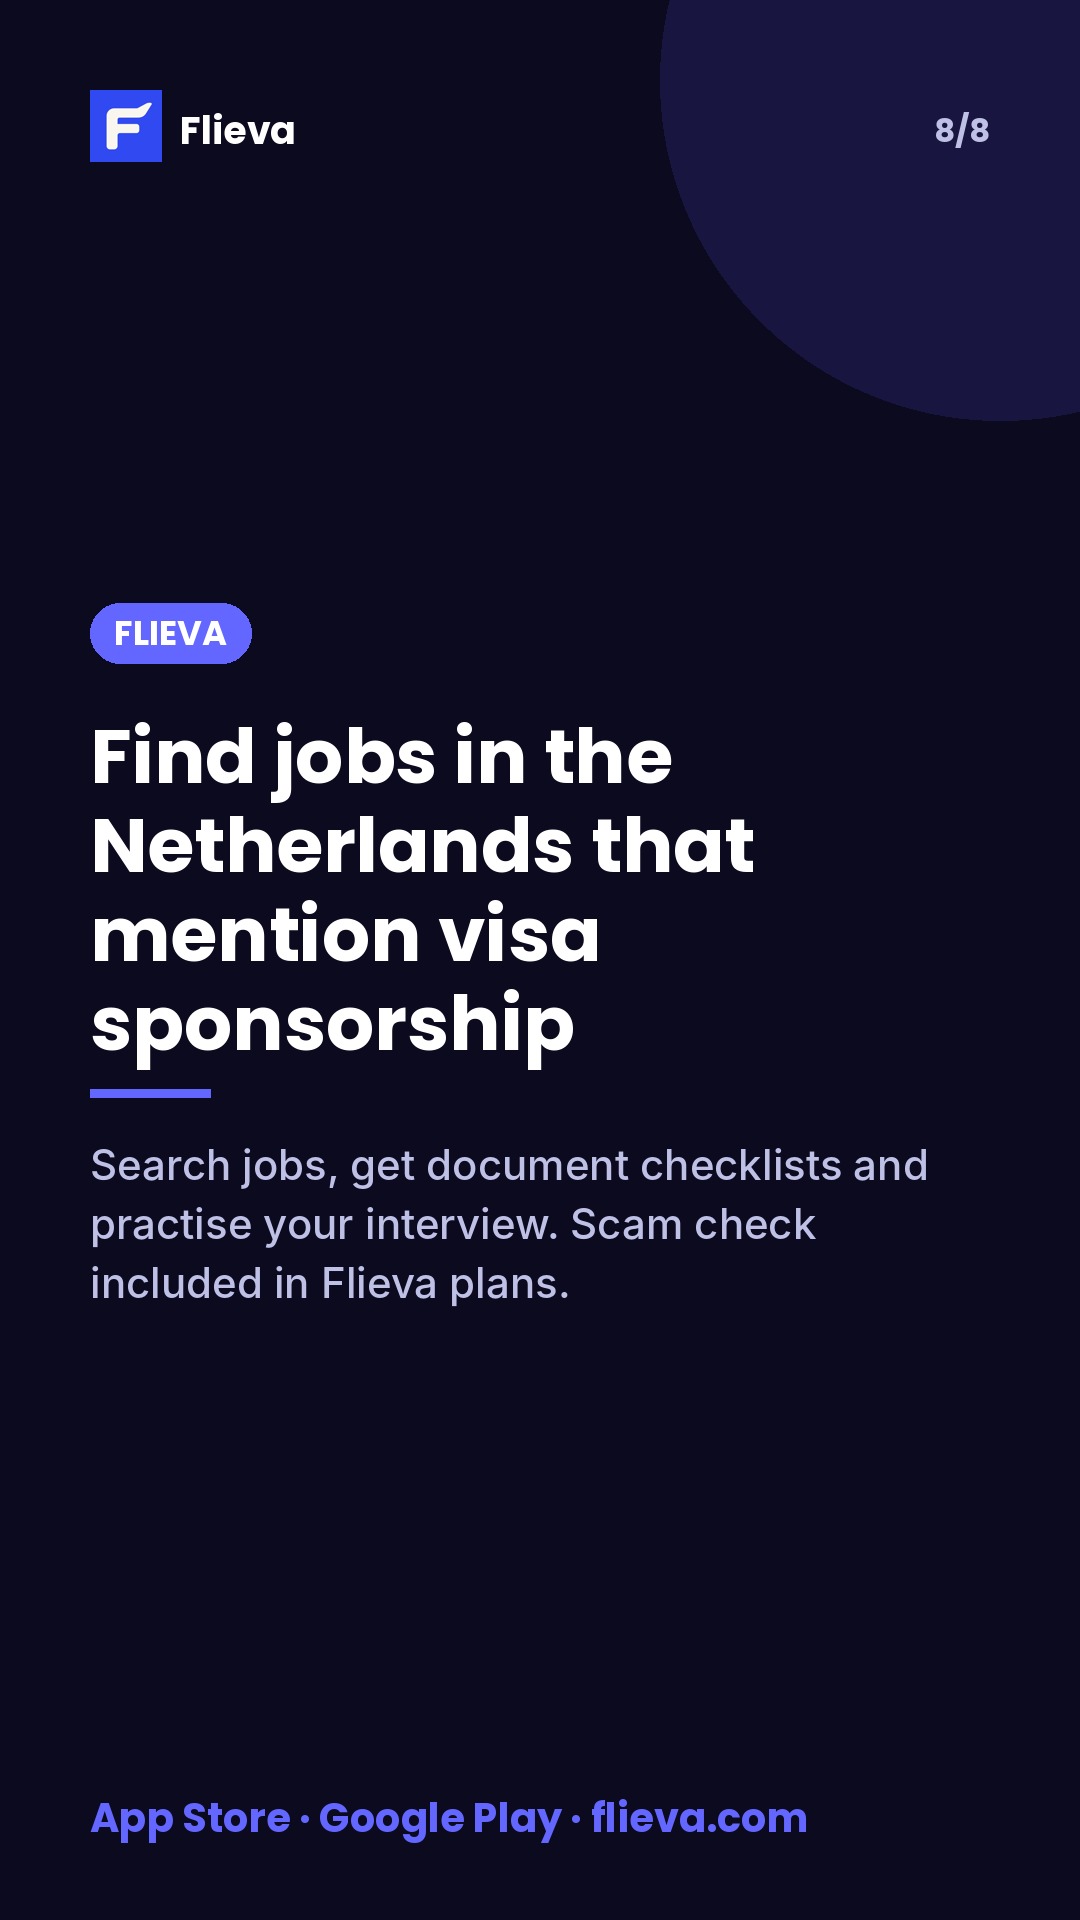 Flieva
8/8
FLIEVA
Find jobs in the
Netherlands that
mention visa
sponsorship
Search jobs, get document checklists and
practise your interview. Scam check
included in Flieva plans.
App Store · Google Play · flieva.com